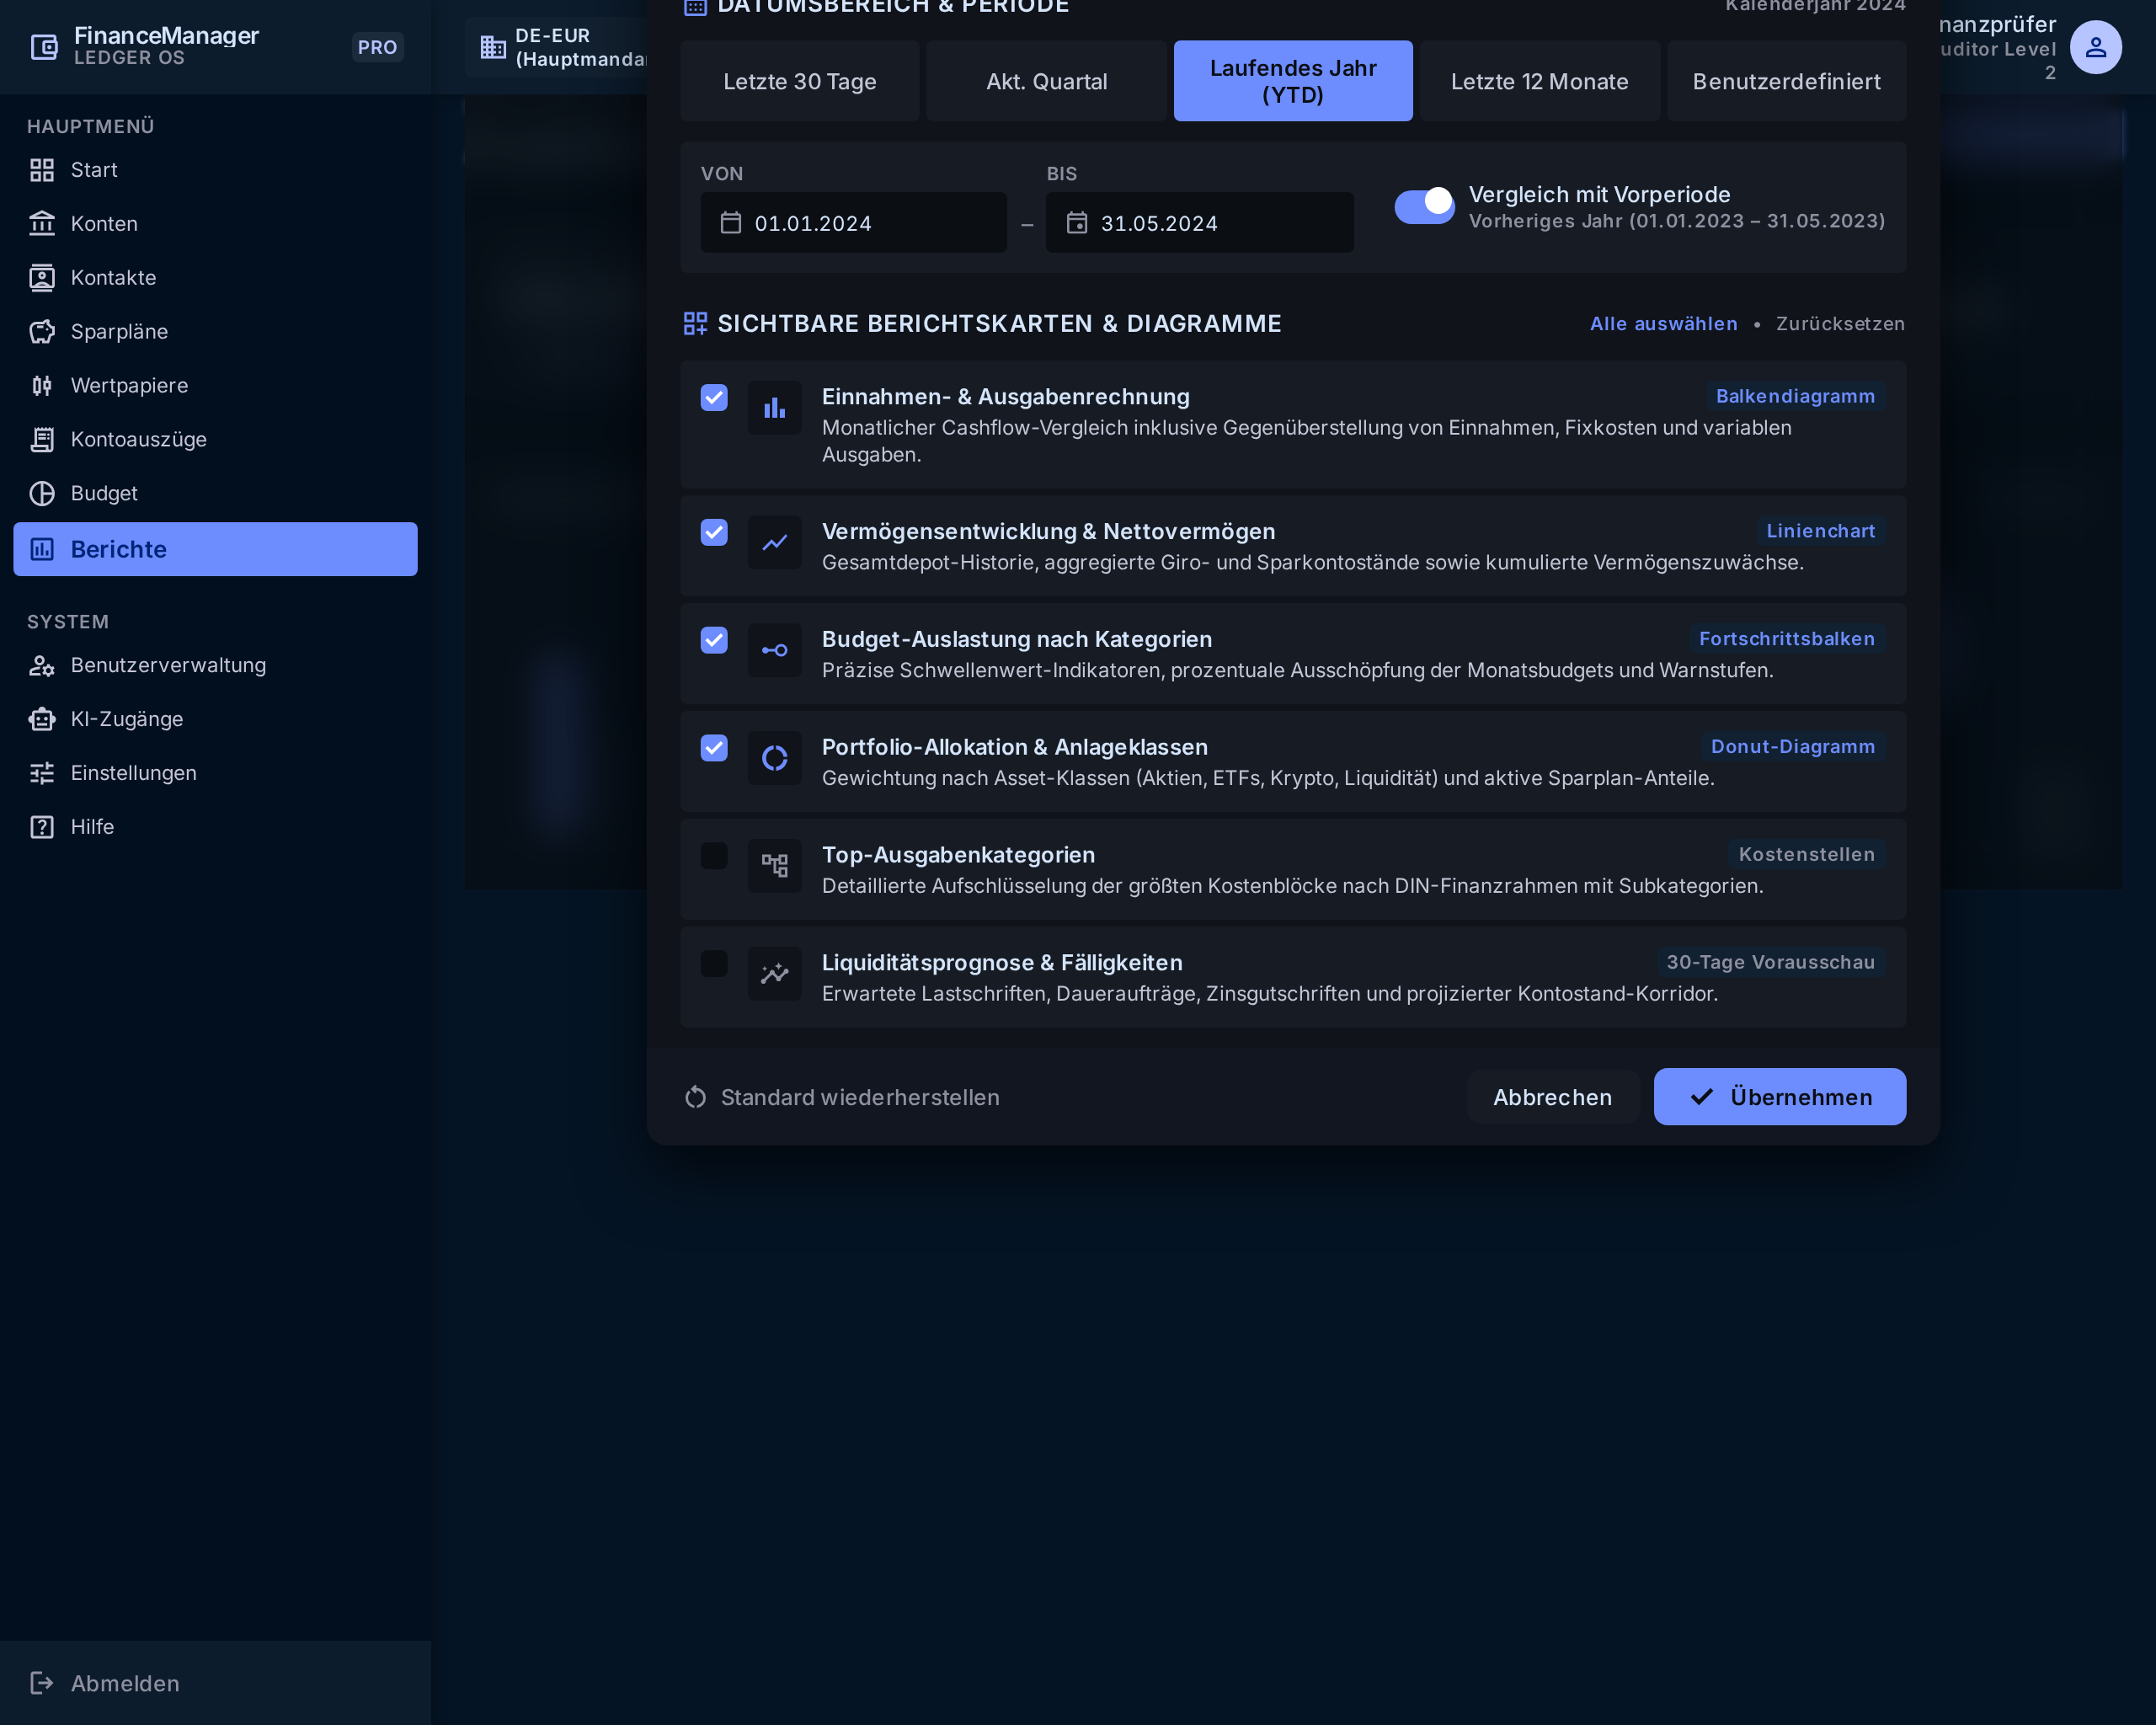 FinanceManager
LEDGER OS
PRO
HAUPTMENÜ
Start
Konten
Kontakte
Sparpläne
Wertpapiere
Kontoauszüge
Budget
Berichte
SYSTEM
Benutzerverwaltung
KI-Zugänge
Einstellungen
Hilfe
Abmelden
DE-EUR
(Hauptmandan
nanzprüfer
uditor Level
2
DATUMSBEREICH & PERIODE
Kalenderjahr 2024
Letzte 30 Tage
Akt. Quartal
Laufendes Jahr
(YTD)
Letzte 12 Monate
Benutzerdefiniert
VON
01.01.2024
–
BIS
31.05.2024
Vergleich mit Vorperiode
Vorheriges Jahr (01.01.2023 – 31.05.2023)
SICHTBARE BERICHTSKARTEN & DIAGRAMME
Alle auswählen • Zurücksetzen
Einnahmen- & Ausgabenrechnung
Balkendiagramm
Monatlicher Cashflow-Vergleich inklusive Gegenüberstellung von Einnahmen, Fixkosten und variablen
Ausgaben.
Vermögensentwicklung & Nettovermögen
Linienchart
Gesamtdepot-Historie, aggregierte Giro- und Sparkontostände sowie kumulierte Vermögenszuwächse.
Budget-Auslastung nach Kategorien
Fortschrittsbalken
Präzise Schwellenwert-Indikatoren, prozentuale Ausschöpfung der Monatsbudgets und Warnstufen.
Portfolio-Allokation & Anlageklassen
Donut-Diagramm
Gewichtung nach Asset-Klassen (Aktien, ETFs, Krypto, Liquidität) und aktive Sparplan-Anteile.
Top-Ausgabenkategorien
Kostenstellen
Detaillierte Aufschlüsselung der größten Kostenblöcke nach DIN-Finanzrahmen mit Subkategorien.
Liquiditätsprognose & Fälligkeiten
30-Tage Vorausschau
Erwartete Lastschriften, Daueraufträge, Zinsgutschriften und projizierter Kontostand-Korridor.
Standard wiederherstellen
Abbrechen
Übernehmen